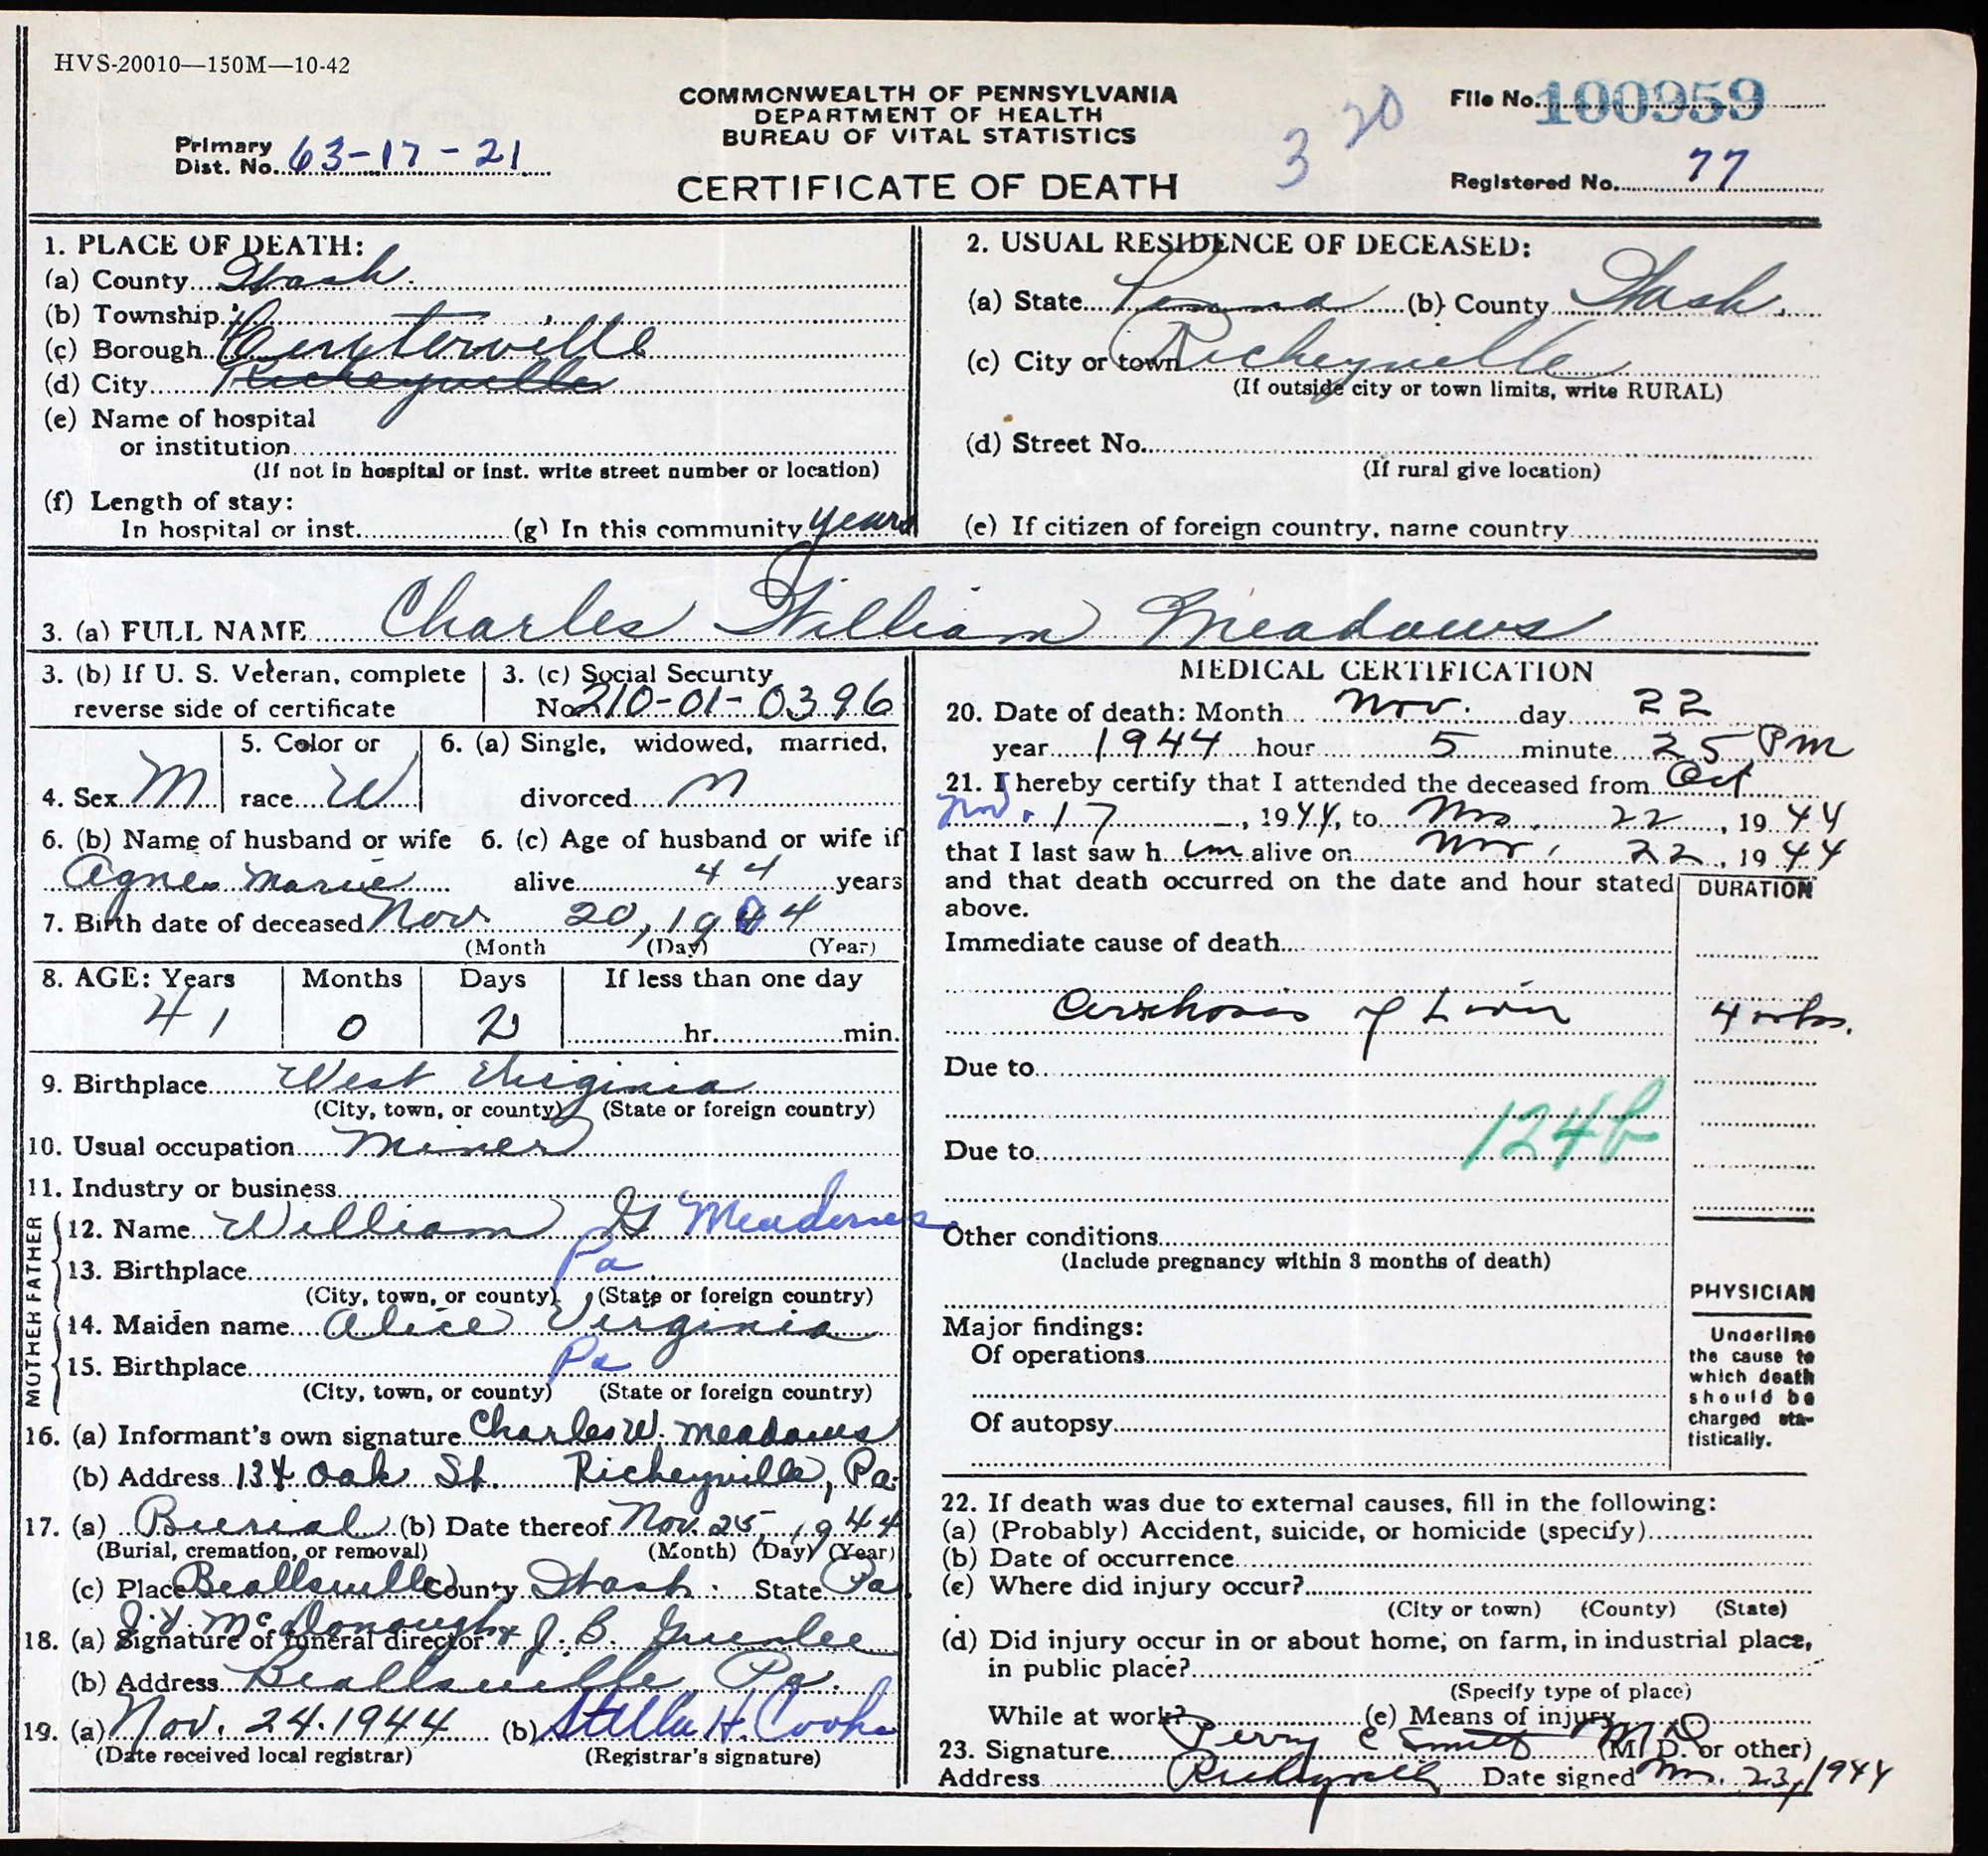 HVS-20010—150M—10-42
COMMONWEALTH OF PENNSYLVANIA
DEPARTMENT OF HEALTH
BUREAU OF VITAL STATISTICS
CERTIFICATE OF DEATH
3 20
File No. 100959
Primary
Dist. No. 63-17-21
Registered No. 77
1. PLACE OF DEATH:
(a) County Wash.
(b) Township
(c) Borough Centerville
(d) City Richeyville
(e) Name of hospital
or institution
(If not in hospital or inst. write street number or location)
(f) Length of stay:
In hospital or inst. (g) In this community years
2. USUAL RESIDENCE OF DECEASED:
(a) State Penna (b) County Wash.
(c) City or town Richeyville
(If outside city or town limits, write RURAL)
(d) Street No.
(If rural give location)
(e) If citizen of foreign country, name country
3. (a) FULL NAME Charles William Meadows
3. (b) If U. S. Veteran, complete
reverse side of certificate
3. (c) Social Security
No. 210-01-0396
4. Sex M
5. Color or
race W
6. (a) Single, widowed, married,
divorced M
6. (b) Name of husband or wife
Agnes Marie
6. (c) Age of husband or wife if
alive 44 years
7. Birth date of deceased Nov 20, 1904
(Month (Day) (Year)
8. AGE: Years Months Days If less than one day
41 0 2 hr. min.
9. Birthplace West Virginia
(City, town, or county) (State or foreign country)
10. Usual occupation Miner
11. Industry or business
FATHER
12. Name William G Meadows
13. Birthplace Pa
(City, town, or county) (State or foreign country)
MOTHER
14. Maiden name Alice Virginia
15. Birthplace Pa
(City, town, or county) (State or foreign country)
16. (a) Informant's own signature Charles W. Meadows
(b) Address 134 Oak St. Richeyville, Pa.
17. (a) Burial (b) Date thereof Nov. 25, 1944
(Burial, cremation, or removal) (Month) (Day) (Year)
(c) Place Beallsville County Wash. State Pa
J. Y. McDonough &
18. (a) Signature of funeral director J. B. Greenlee
(b) Address Beallsville, Pa.
19. (a) Nov. 24. 1944 (b) Stella H. Cooke
(Date received local registrar) (Registrar's signature)
MEDICAL CERTIFICATION
20. Date of death: Month Nov. day 22
year 1944 hour 5 minute 25 Pm
21. I hereby certify that I attended the deceased from Oct
Nov. 17, 1944, to Nov. 22, 1944
that I last saw h im alive on Nov. 22, 1944
and that death occurred on the date and hour stated
above.
DURATION
Immediate cause of death
Cirrhosis of Liver 4 wks.
Due to
124b
Due to
Other conditions
(Include pregnancy within 3 months of death)
Major findings:
Of operations
Of autopsy
PHYSICIAN
Underline
the cause to
which death
should be
charged sta-
tistically.
22. If death was due to external causes, fill in the following:
(a) (Probably) Accident, suicide, or homicide (specify)
(b) Date of occurrence
(c) Where did injury occur?
(City or town) (County) (State)
(d) Did injury occur in or about home, on farm, in industrial place,
in public place?
(Specify type of place)
While at work? (e) Means of injury
23. Signature Perry C Smith MD (M. D. or other)
Address Richeyville Date signed Nov. 23, 1944